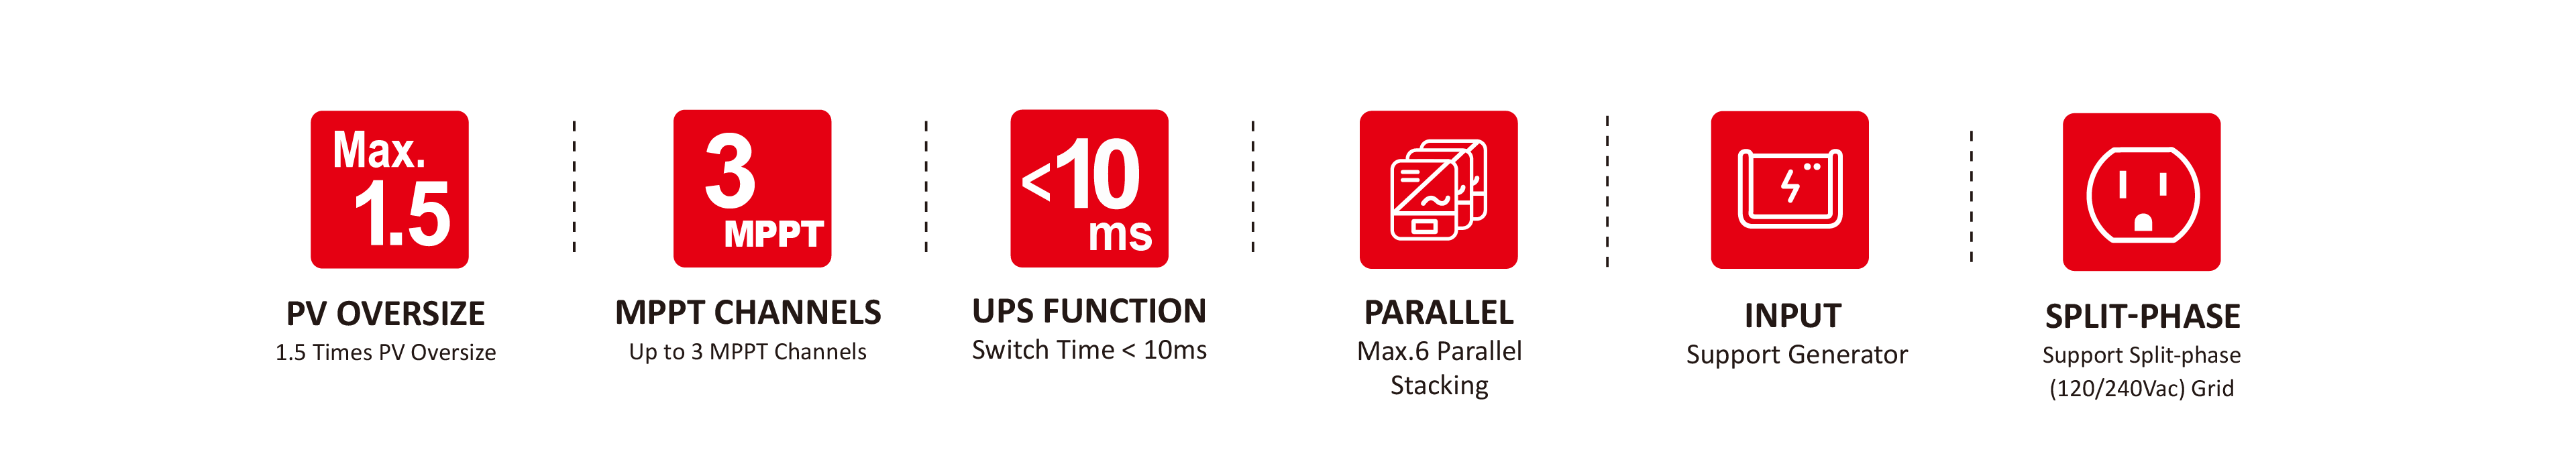 Max.
1.5
PV OVERSIZE
1.5 Times PV Oversize
3
MPPT
MPPT CHANNELS
Up to 3 MPPT Channels
<10
ms
UPS FUNCTION
Switch Time < 10ms
PARALLEL
Max.6 Parallel
Stacking
INPUT
Support Generator
SPLIT-PHASE
Support Split-phase
(120/240Vac) Grid